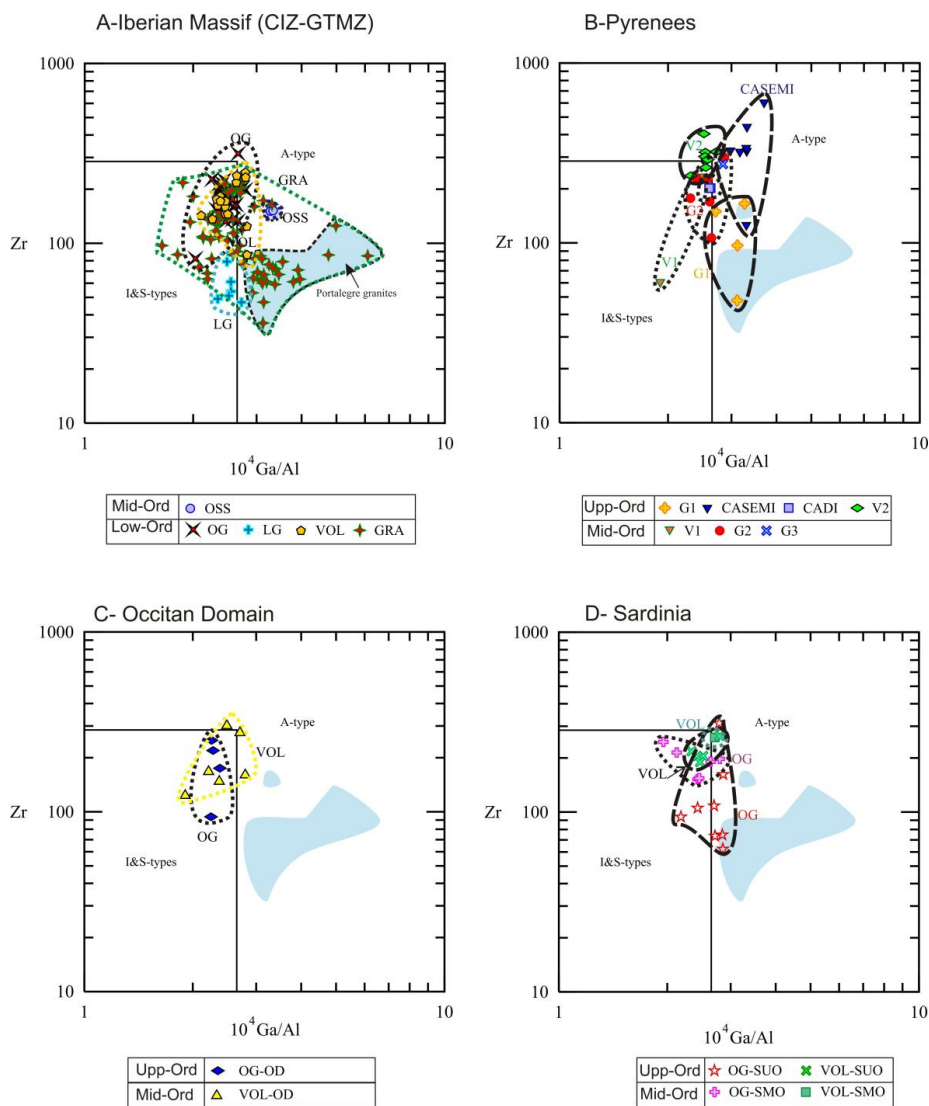 A-Iberian Massif (CIZ-GTMZ)
1000
OG
A-type
GRA
OSS
Zr
100
VOL
I&S-types
LG
Portalegre granites
10
1
10⁴Ga/Al
10
Mid-Ord OSS
Low-Ord OG LG VOL GRA
B-Pyrenees
1000
CASEMI
A-type
V2
G2
Zr
100
V1
G1
I&S-types
10
1
10⁴Ga/Al
10
Upp-Ord G1 CASEMI CADI V2
Mid-Ord V1 G2 G3
C- Occitan Domain
1000
A-type
VOL
Zr
100
OG
I&S-types
10
1
10⁴Ga/Al
10
Upp-Ord OG-OD
Mid-Ord VOL-OD
D- Sardinia
1000
VOL
A-type
OG
VOL
Zr
100
OG
I&S-types
10
1
10⁴Ga/Al
10
Upp-Ord OG-SUO VOL-SUO
Mid-Ord OG-SMO VOL-SMO